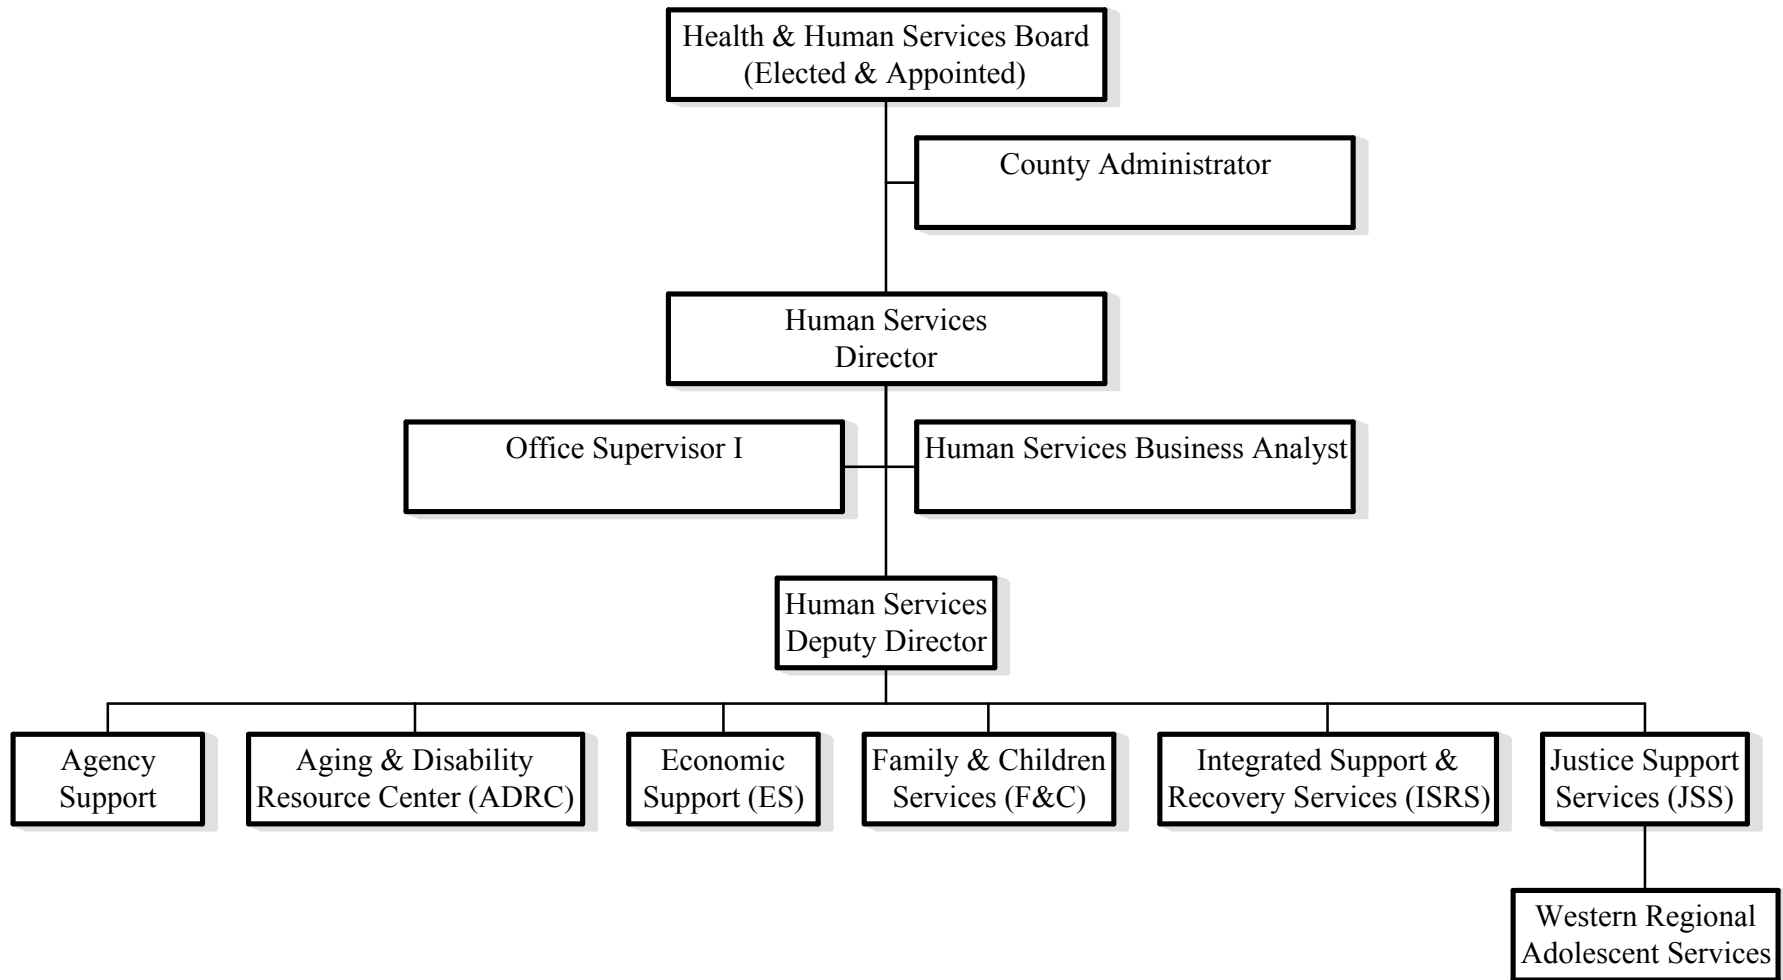 Health & Human Services Board
(Elected & Appointed)
County Administrator
Human Services
Director
Office Supervisor I
Human Services Business Analyst
Human Services
Deputy Director
Agency
Support
Aging & Disability
Resource Center (ADRC)
Economic
Support (ES)
Family & Children
Services (F&C)
Integrated Support &
Recovery Services (ISRS)
Justice Support
Services (JSS)
Western Regional
Adolescent Services